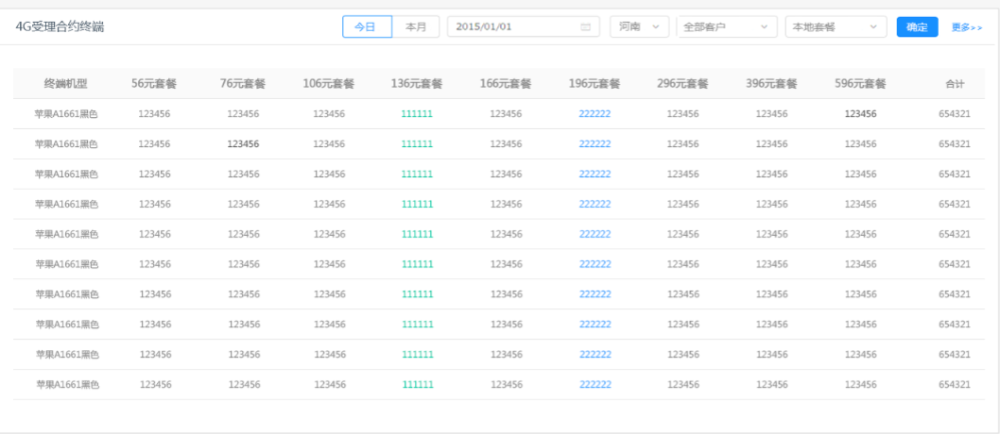 4G受理合约终端 今日 本月 2015/01/01 河南 全部客户 本地套餐 确定 更多>>
终端机型 56元套餐 76元套餐 106元套餐 136元套餐 166元套餐 196元套餐 296元套餐 396元套餐 596元套餐 合计
苹果A1661黑色 123456 123456 123456 111111 123456 222222 123456 123456 123456 654321
苹果A1661黑色 123456 123456 123456 111111 123456 222222 123456 123456 123456 654321
苹果A1661黑色 123456 123456 123456 111111 123456 222222 123456 123456 123456 654321
苹果A1661黑色 123456 123456 123456 111111 123456 222222 123456 123456 123456 654321
苹果A1661黑色 123456 123456 123456 111111 123456 222222 123456 123456 123456 654321
苹果A1661黑色 123456 123456 123456 111111 123456 222222 123456 123456 123456 654321
苹果A1661黑色 123456 123456 123456 111111 123456 222222 123456 123456 123456 654321
苹果A1661黑色 123456 123456 123456 111111 123456 222222 123456 123456 123456 654321
苹果A1661黑色 123456 123456 123456 111111 123456 222222 123456 123456 123456 654321
苹果A1661黑色 123456 123456 123456 111111 123456 222222 123456 123456 123456 654321